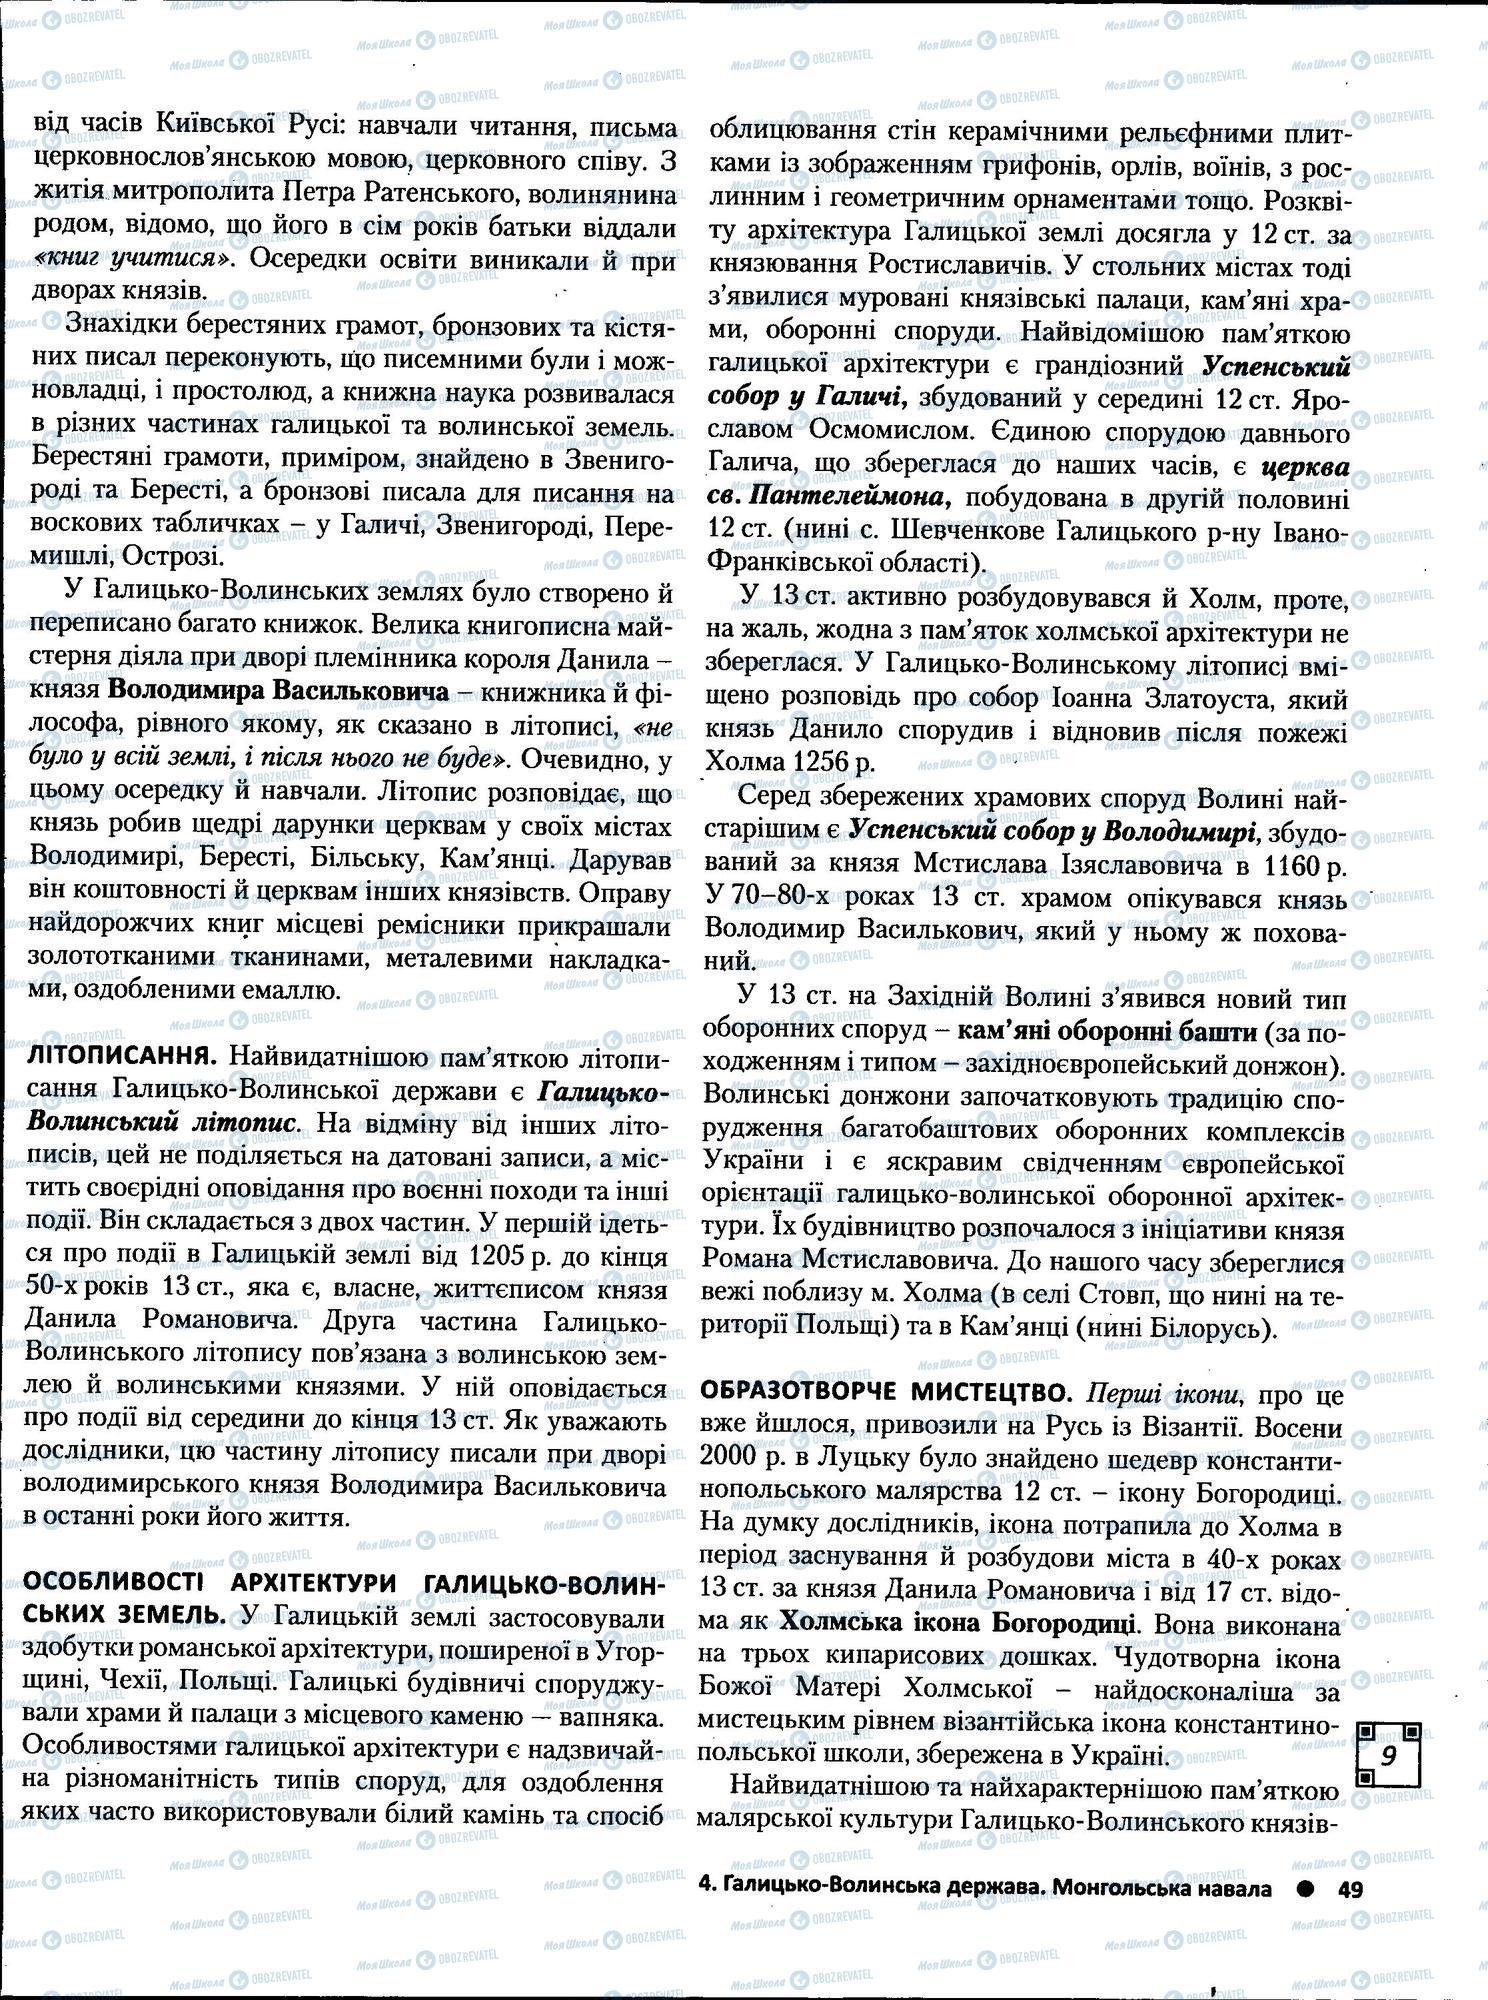 від часів Київської Русі: навчали читання, письма
церковнослов’янською мовою, церковного співу. З
житія митрополита Петра Ратенського, волинянина
родом, відомо, що його в сім років батьки віддали
«книг учитися». Осередки освіти виникали й при
дворах князів.
Знахідки берестяних грамот, бронзових та кістя-
них писал переконують, що писемними були і мож-
новладці, і простолюд, а книжна наука розвивалася
в різних частинах галицької та волинської земель.
Берестяні грамоти, приміром, знайдено в Звениго-
роді та Бересті, а бронзові писала для писання на
воскових табличках – у Галичі, Звенигороді, Пере-
мишлі, Острозі.
У Галицько-Волинських землях було створено й
переписано багато книжок. Велика книгописна май-
стерня діяла при дворі племінника короля Данила –
князя Володимира Васильковича – книжника й фі-
лософа, рівного якому, як сказано в літописі, «не
було у всій землі, і після нього не буде». Очевидно, у
цьому осередку й навчали. Літопис розповідає, що
князь робив щедрі дарунки церквам у своїх містах
Володимирі, Бересті, Більську, Кам’янці. Дарував
він коштовності й церквам інших князівств. Оправу
найдорожчих книг місцеві ремісники прикрашали
золототканими тканинами, металевими накладка-
ми, оздобленими емаллю.
ЛІТОПИСАННЯ. Найвидатнішою пам’яткою літопи-
сання Галицько-Волинської держави є Галицько-
Волинський літопис. На відміну від інших літо-
писів, цей не поділяється на датовані записи, а міс-
тить своєрідні оповідання про воєнні походи та інші
події. Він складається з двох частин. У першій ідеть-
ся про події в Галицькій землі від 1205 р. до кінця
50-х років 13 ст., яка є, власне, життєписом князя
Данила Романовича. Друга частина Галицько-
Волинського літопису пов’язана з волинською зем-
лею й волинськими князями. У ній оповідається
про події від середини до кінця 13 ст. Як уважають
дослідники, цю частину літопису писали при дворі
володимирського князя Володимира Васильковича
в останні роки його життя.
ОСОБЛИВОСТІ АРХІТЕКТУРИ ГАЛИЦЬКО-ВОЛИН-
СЬКИХ ЗЕМЕЛЬ. У Галицькій землі застосовували
здобутки романської архітектури, поширеної в Угор-
щині, Чехії, Польщі. Галицькі будівничі споруджу-
вали храми й палаци з місцевого каменю – вапняка.
Особливостями галицької архітектури є надзвичай-
на різноманітність типів споруд, для оздоблення
яких часто використовували білий камінь та спосіб
облицювання стін керамічними рельєфними плит-
ками із зображенням грифонів, орлів, воїнів, з рос-
линним і геометричним орнаментами тощо. Розкві-
ту архітектура Галицької землі досягла у 12 ст. за
князювання Ростиславичів. У стольних містах тоді
з’явилися муровані князівські палаци, кам’яні хра-
ми, оборонні споруди. Найвідомішою пам’яткою
галицької архітектури є грандіозний Успенський
собор у Галичі, збудований у середині 12 ст. Яро-
славом Осмомислом. Єдиною спорудою давнього
Галича, що збереглася до наших часів, є церква
св. Пантелеймона, побудована в другій половині
12 ст. (нині с. Шевченкове Галицького р-ну Івано-
Франківської області).
У 13 ст. активно розбудовувався й Холм, проте,
на жаль, жодна з пам’яток холмської архітектури не
збереглася. У Галицько-Волинському літописі вмі-
щено розповідь про собор Іоанна Златоуста, який
князь Данило спорудив і відновив після пожежі
Холма 1256 р.
Серед збережених храмових споруд Волині най-
старішим є Успенський собор у Володимирі, збудо-
ваний за князя Мстислава Ізяславовича в 1160 р.
У 70–80-х роках 13 ст. храмом опікувався князь
Володимир Василькович, який у ньому ж похова-
ний.
У 13 ст. на Західній Волині з’явився новий тип
оборонних споруд – кам’яні оборонні башти (за по-
ходженням і типом – західноєвропейський донжон).
Волинські донжони започатковують традицію спо-
рудження багатобаштових оборонних комплексів
України і є яскравим свідченням європейської
орієнтації галицько-волинської оборонної архітек-
тури. Їх будівництво розпочалося з ініціативи князя
Романа Мстиславовича. До нашого часу збереглися
вежі поблизу м. Холма (в селі Стовп, що нині на те-
риторії Польщі) та в Кам’янці (нині Білорусь).
ОБРАЗОТВОРЧЕ МИСТЕЦТВО. Перші ікони, про це
вже йшлося, привозили на Русь із Візантії. Восени
2000 р. в Луцьку було знайдено шедевр константи-
нопольського малярства 12 ст. – ікону Богородиці.
На думку дослідників, ікона потрапила до Холма в
період заснування й розбудови міста в 40-х роках
13 ст. за князя Данила Романовича і від 17 ст. відо-
ма як Холмська ікона Богородиці. Вона виконана
на трьох кипарисових дошках. Чудотворна ікона
Божої Матері Холмської – найдосконаліша за
мистецьким рівнем візантійська ікона константино-
польської школи, збережена в Україні.
Найвидатнішою та найхарактернішою пам’яткою
малярської культури Галицько-Волинського князів-
9
4. Галицько-Волинська держава. Монгольська навала ● 49